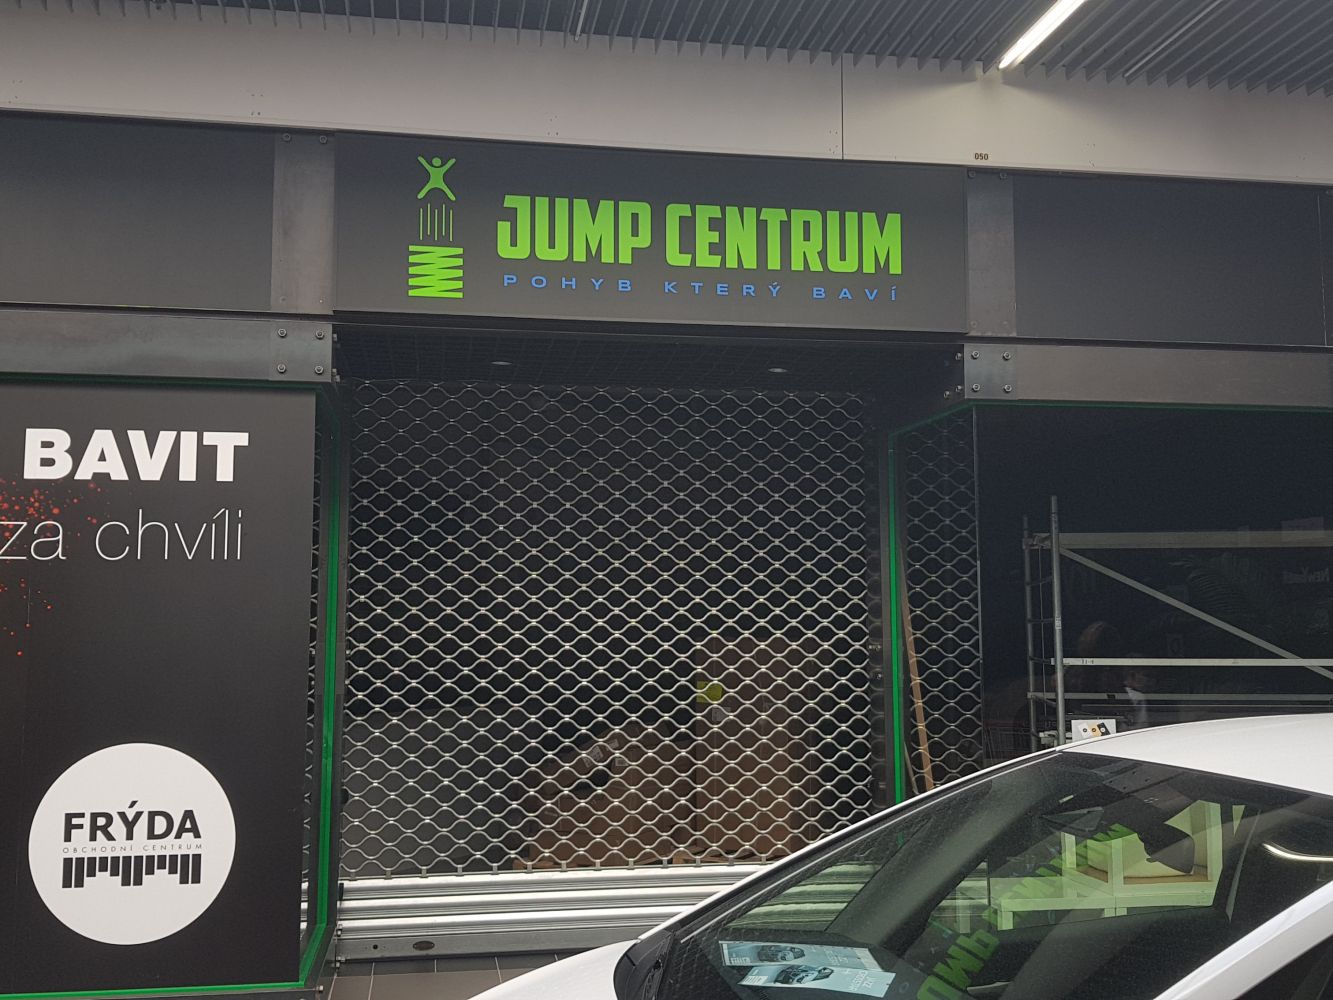 050
JUMP CENTRUM
POHYB KTERÝ BAVÍ
BAVIT
za chvíli
FRÝDA
OBCHODNÍ CENTRUM